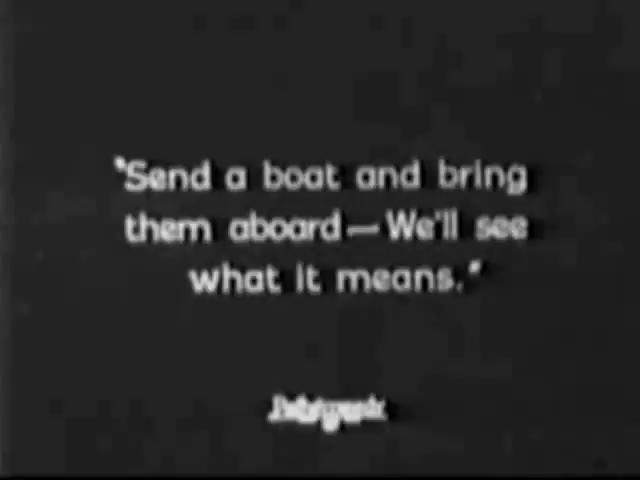 "Send a boat and bring
them aboard—We'll see
what it means."